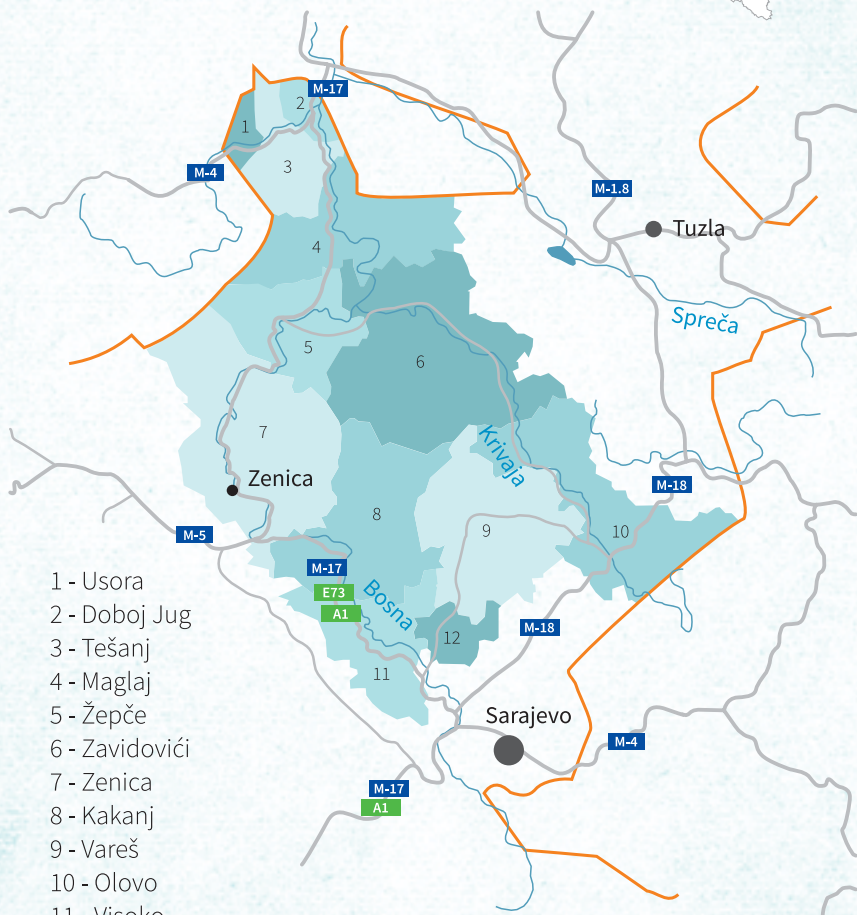 M-17
2
1
3
M-4
M-1.8
Tuzla
4
Spreča
5
6
7
Krivaja
Zenica
M-18
8
9
10
M-5
M-17
E73
A1
Bosna
12
M-18
11
Sarajevo
M-4
M-17
A1
1 - Usora
2 - Doboj Jug
3 - Tešanj
4 - Maglaj
5 - Žepče
6 - Zavidovići
7 - Zenica
8 - Kakanj
9 - Vareš
10 - Olovo
11 - Visoko